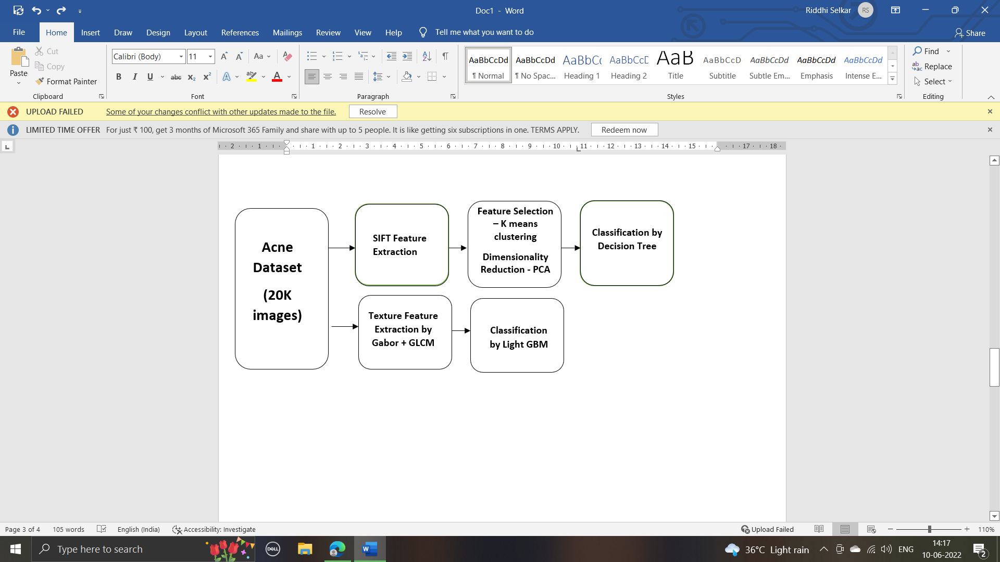 Doc1 - Word
Riddhi Selkar
RS
File Home Insert Draw Design Layout References Mailings Review View Help Tell me what you want to do
Share
Paste
Cut
Copy
Format Painter
Clipboard
Calibri (Body) 11
Font
Paragraph
AaBbCcDd AaBbCcDd AaBbCc AaBbCcD AaB AaBbCcD AaBbCcDd AaBbCcDd AaBbCcDd
¶ Normal ¶ No Spac... Heading 1 Heading 2 Title Subtitle Subtle Em... Emphasis Intense E...
Styles
Find
Replace
Select
Editing
UPLOAD FAILED Some of your changes conflict with other updates made to the file. Resolve
LIMITED TIME OFFER For just ₹ 100, get 3 months of Microsoft 365 Family and share with up to 5 people. It is like getting six subscriptions in one. TERMS APPLY. Redeem now
2 1 1 2 3 4 5 6 7 8 9 10 11 12 13 14 15 17 18
Acne
Dataset
(20K
images)
SIFT Feature
Extraction
Feature Selection
– K means
clustering
Dimensionality
Reduction - PCA
Classification by
Decision Tree
Texture Feature
Extraction by
Gabor + GLCM
Classification
by Light GBM
Page 3 of 4 105 words English (India) Accessibility: Investigate
Upload Failed
110%
Type here to search
DELL
36°C Light rain
ENG
14:17
10-06-2022
2